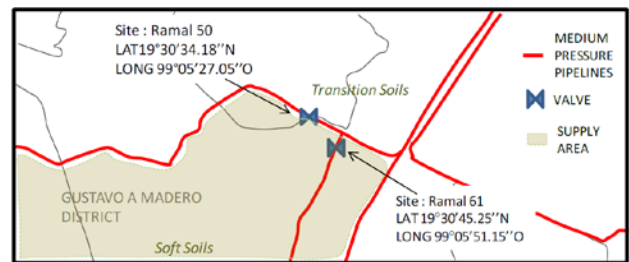 Site : Ramal 50
LAT19°30’34.18’’N
LONG 99°05’27.05’’O
Transition Soils
MEDIUM
PRESSURE
PIPELINES
VALVE
SUPPLY
AREA
GUSTAVO A MADERO
DISTRICT
Soft Soils
Site : Ramal 61
LAT19°30’45.25’’N
LONG 99°05’51.15’’O